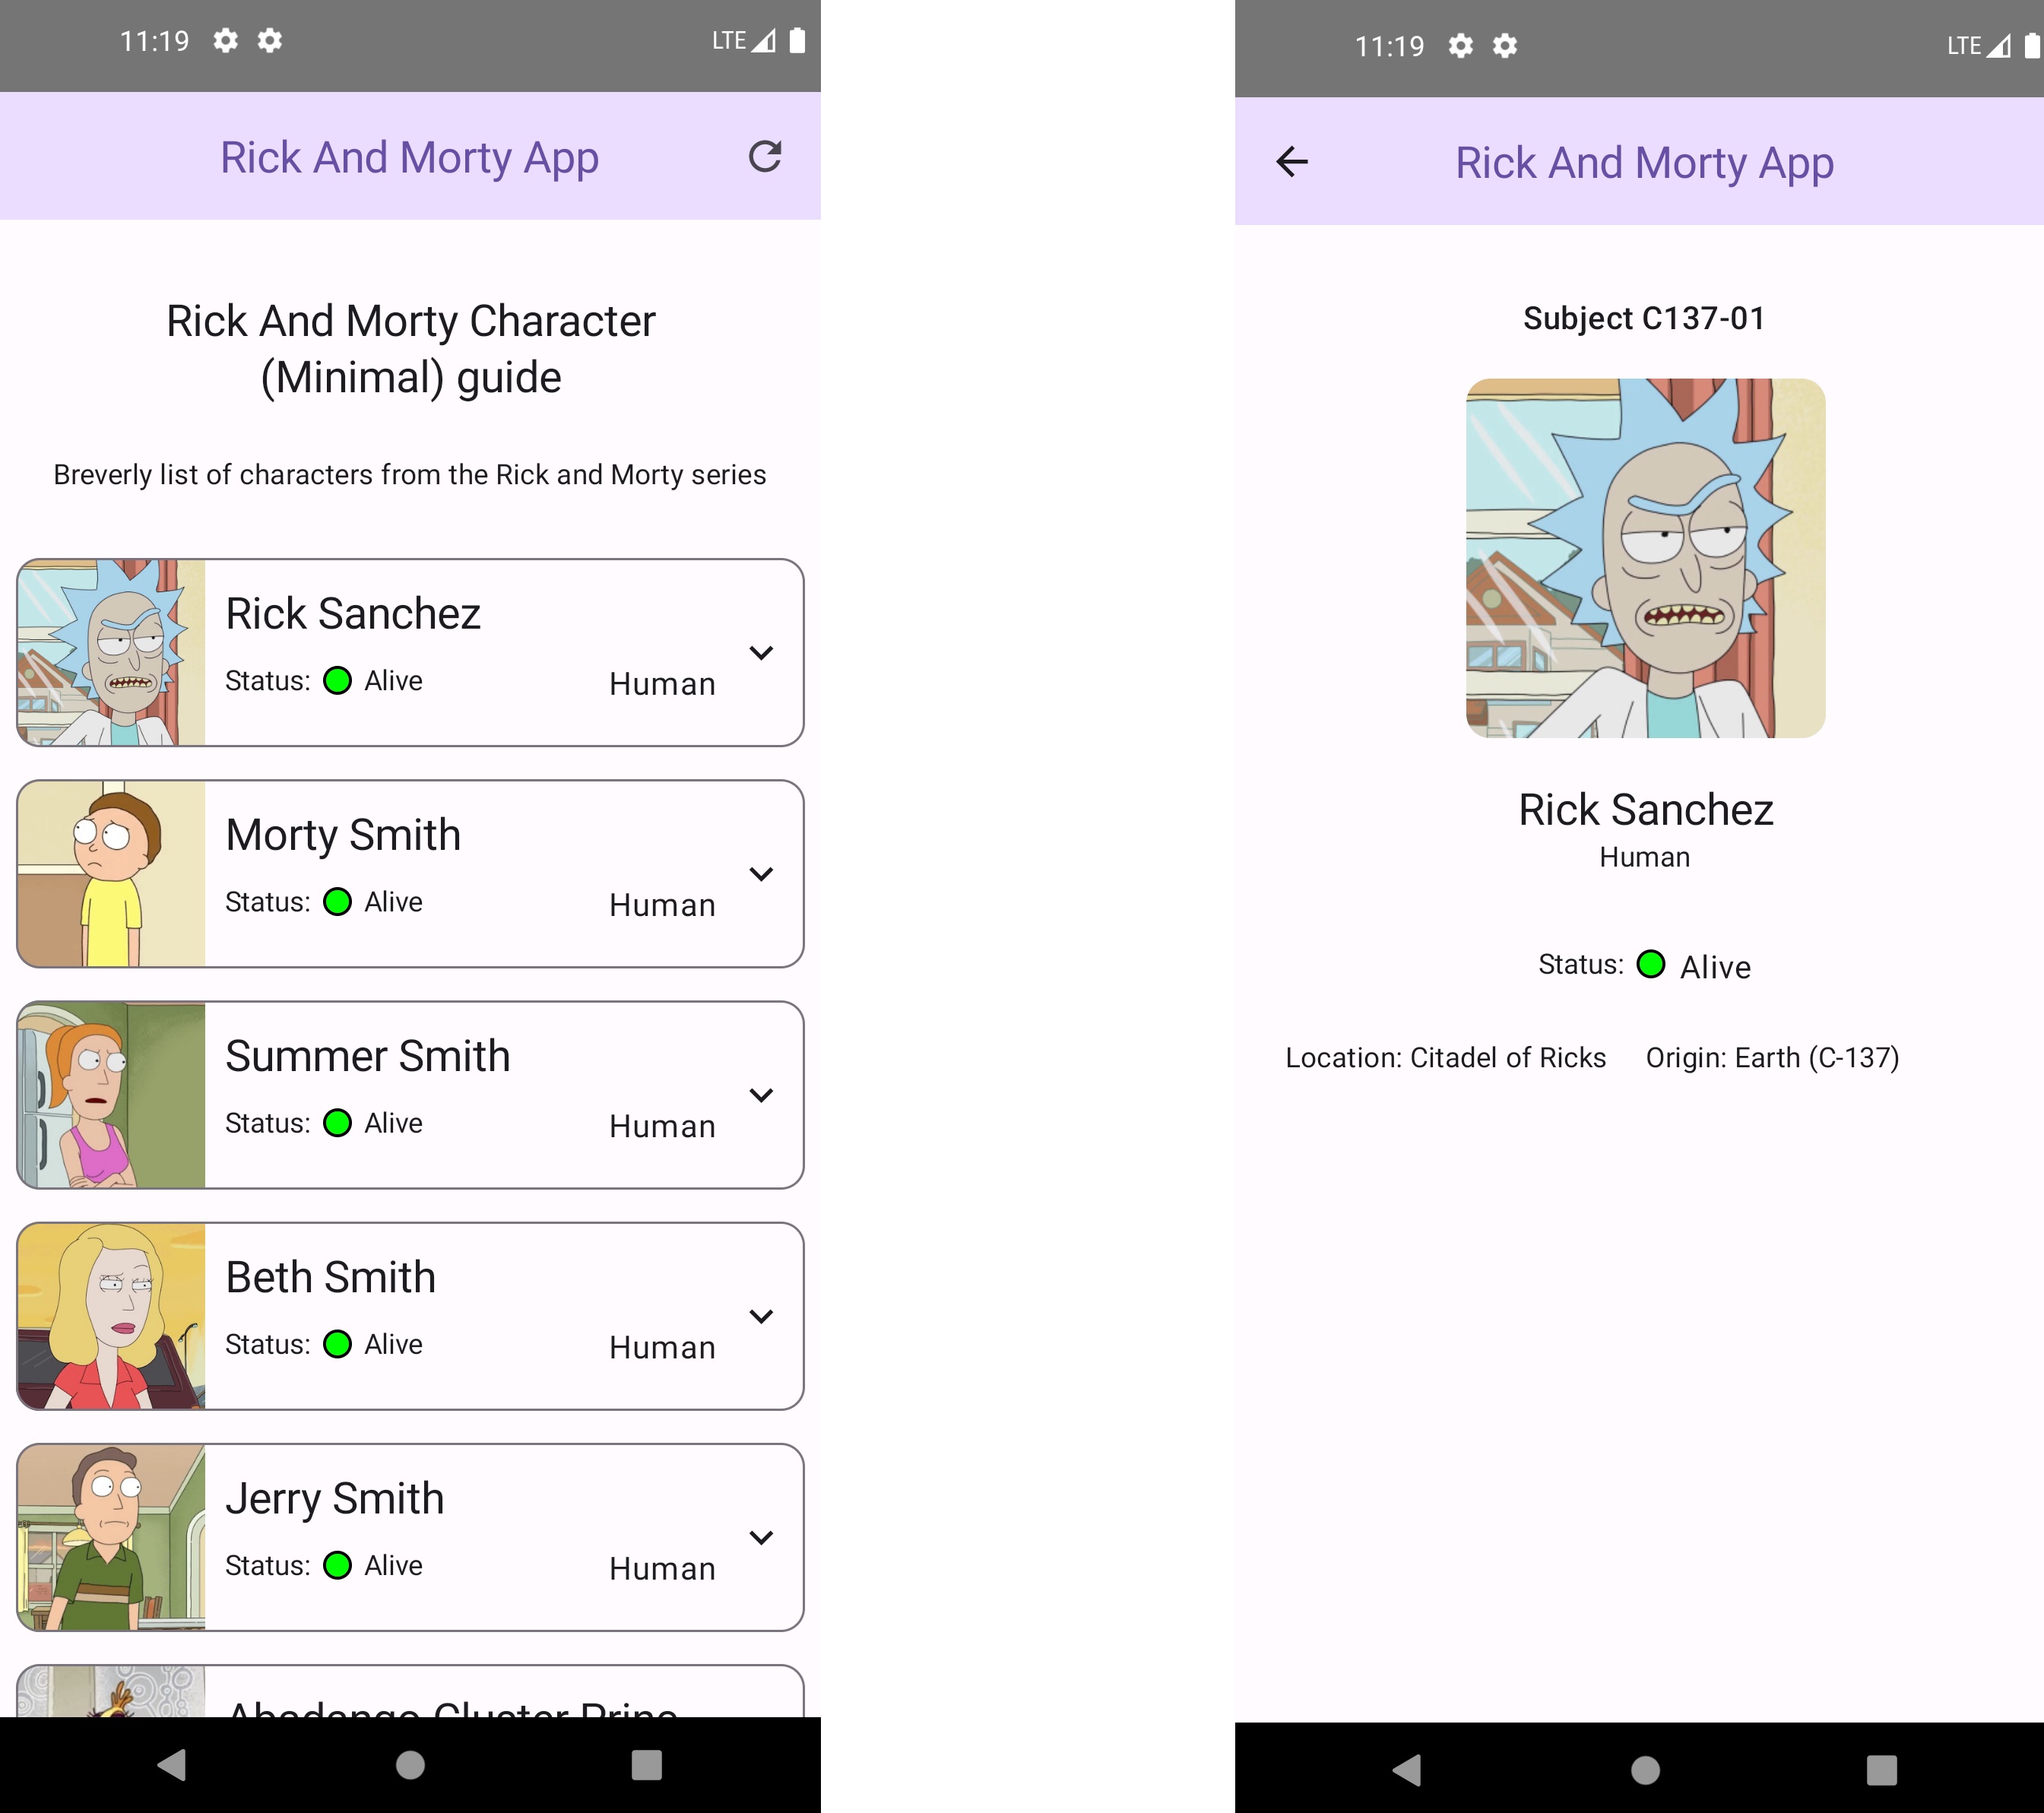 11:19
LTE
Rick And Morty App
Rick And Morty Character
(Minimal) guide
Breverly list of characters from the Rick and Morty series
Rick Sanchez
Status: Alive
Human
Morty Smith
Status: Alive
Human
Summer Smith
Status: Alive
Human
Beth Smith
Status: Alive
Human
Jerry Smith
Status: Alive
Human
Abadango Cluster Princ
11:19
LTE
Rick And Morty App
Subject C137-01
Rick Sanchez
Human
Status: Alive
Location: Citadel of Ricks Origin: Earth (C-137)